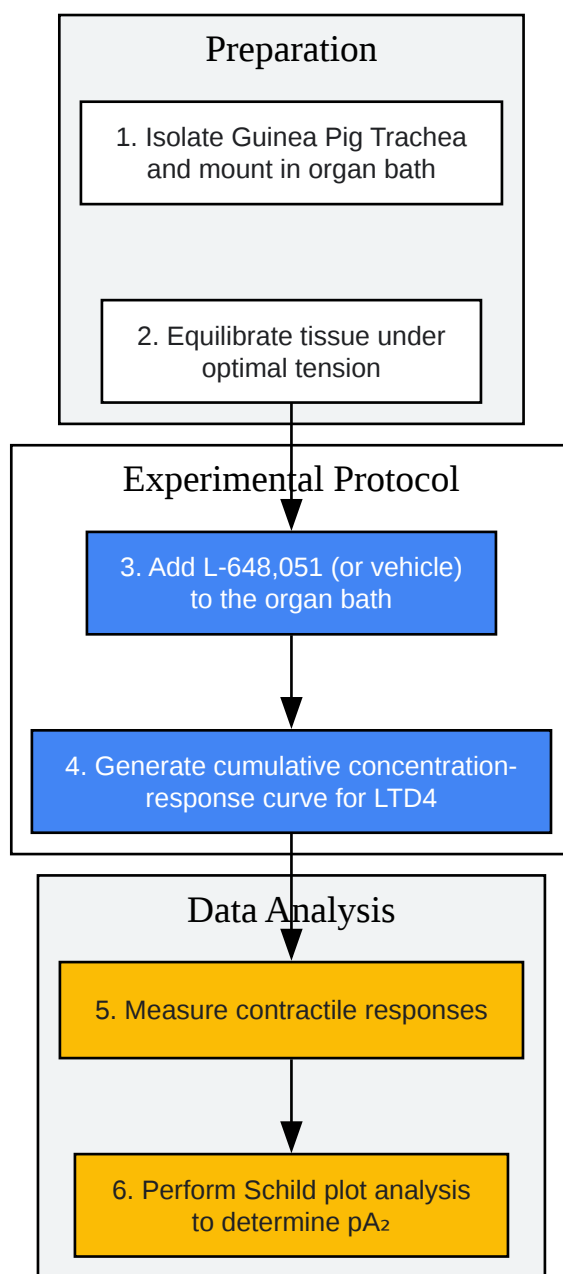 Preparation
1. Isolate Guinea Pig Trachea
and mount in organ bath
2. Equilibrate tissue under
optimal tension
Experimental Protocol
3. Add L-648,051 (or vehicle)
to the organ bath
4. Generate cumulative concentration-
response curve for LTD4
Data Analysis
5. Measure contractile responses
6. Perform Schild plot analysis
to determine pA₂